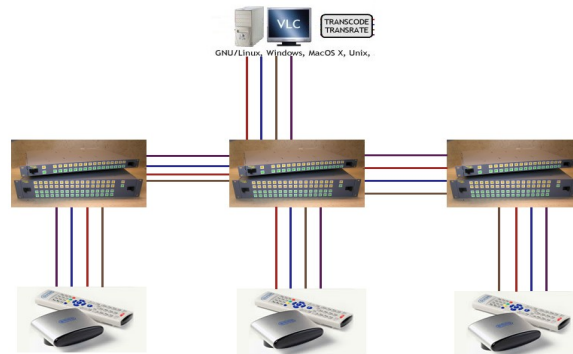 VLC
TRANSCODE
TRANSRATE
GNU/Linux, Windows, MacOS X, Unix,